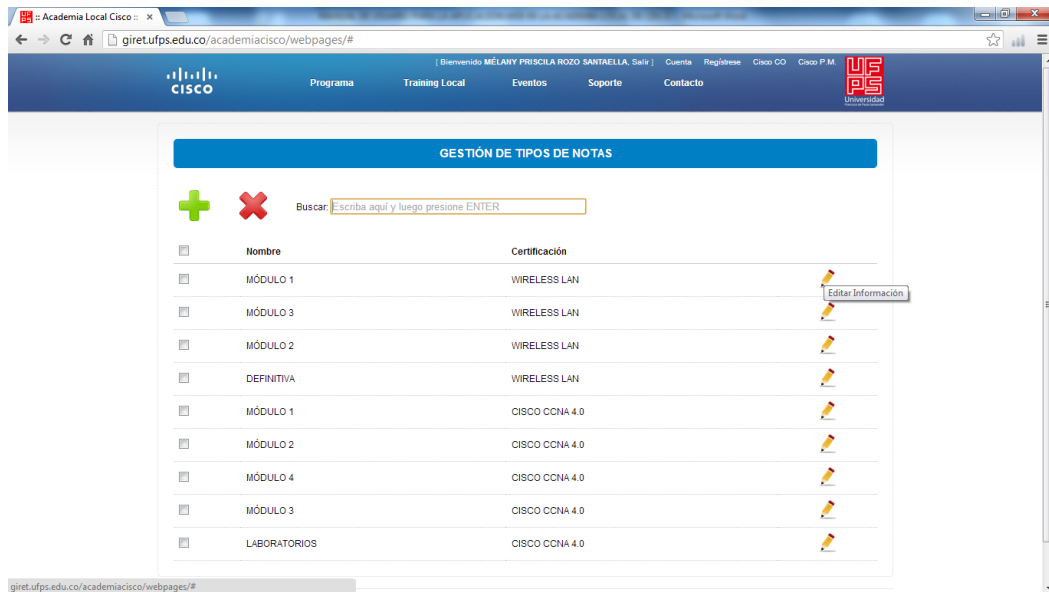 :: Academia Local Cisco ::
giret.ufps.edu.co/academiacisco/webpages/#
[ Bienvenido MÉLANY PRISCILA ROZO SANTAELLA, Salir ] Cuenta Regístrese Cisco CO Cisco P.M.
CISCO Programa Training Local Eventos Soporte Contacto
UFPS
Universidad
GESTIÓN DE TIPOS DE NOTAS
Buscar: Escriba aquí y luego presione ENTER
Nombre Certificación
MÓDULO 1 WIRELESS LAN
Editar Información
MÓDULO 3 WIRELESS LAN
MÓDULO 2 WIRELESS LAN
DEFINITIVA WIRELESS LAN
MÓDULO 1 CISCO CCNA 4.0
MÓDULO 2 CISCO CCNA 4.0
MÓDULO 4 CISCO CCNA 4.0
MÓDULO 3 CISCO CCNA 4.0
LABORATORIOS CISCO CCNA 4.0
giret.ufps.edu.co/academiacisco/webpages/#